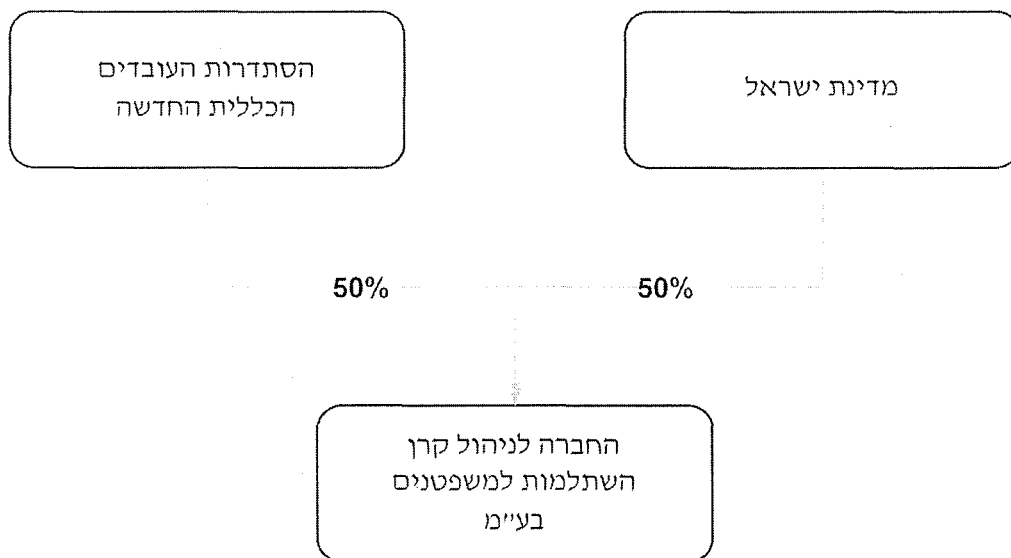 מדינת ישראל
הסתדרות העובדים
הכללית החדשה
50%
50%
החברה לניהול קרן
השתלמות למשפטנים
בע"מ